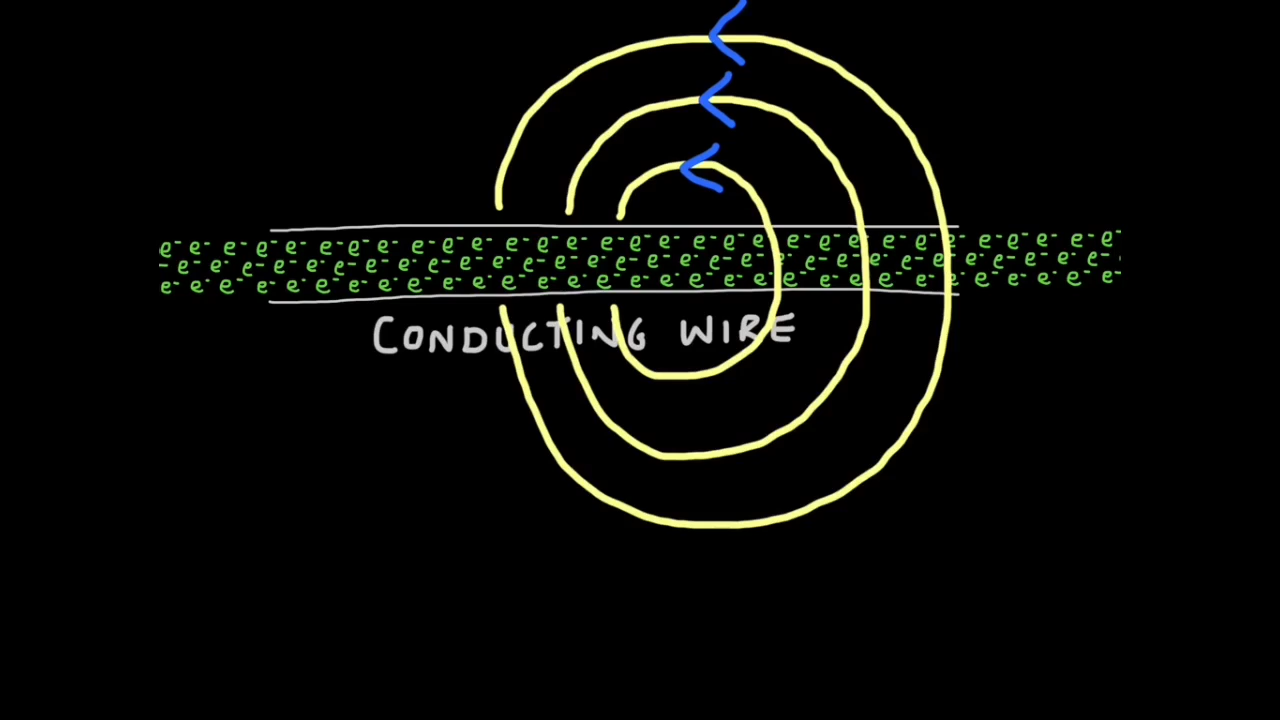 e⁻ e⁻ e⁻ e⁻ e⁻ e⁻ e⁻ e⁻ e⁻ e⁻ e⁻ e⁻ e⁻ e⁻ e⁻ e⁻ e⁻ e⁻ e⁻ e⁻ e⁻ e⁻ e⁻ e⁻ e⁻ e⁻ e⁻ e⁻ e⁻ e⁻ e⁻
e⁻ e⁻ e⁻ e⁻ e⁻ e⁻ e⁻ e⁻ e⁻ e⁻ e⁻ e⁻ e⁻ e⁻ e⁻ e⁻ e⁻ e⁻ e⁻ e⁻ e⁻ e⁻ e⁻ e⁻ e⁻ e⁻ e⁻ e⁻ e⁻ e⁻
e⁻ e⁻ e⁻ e⁻ e⁻ e⁻ e⁻ e⁻ e⁻ e⁻ e⁻ e⁻ e⁻ e⁻ e⁻ e⁻ e⁻ e⁻ e⁻ e⁻ e⁻ e⁻ e⁻ e⁻ e⁻ e⁻ e⁻ e⁻ e⁻ e⁻ e⁻
CONDUCTING WIRE